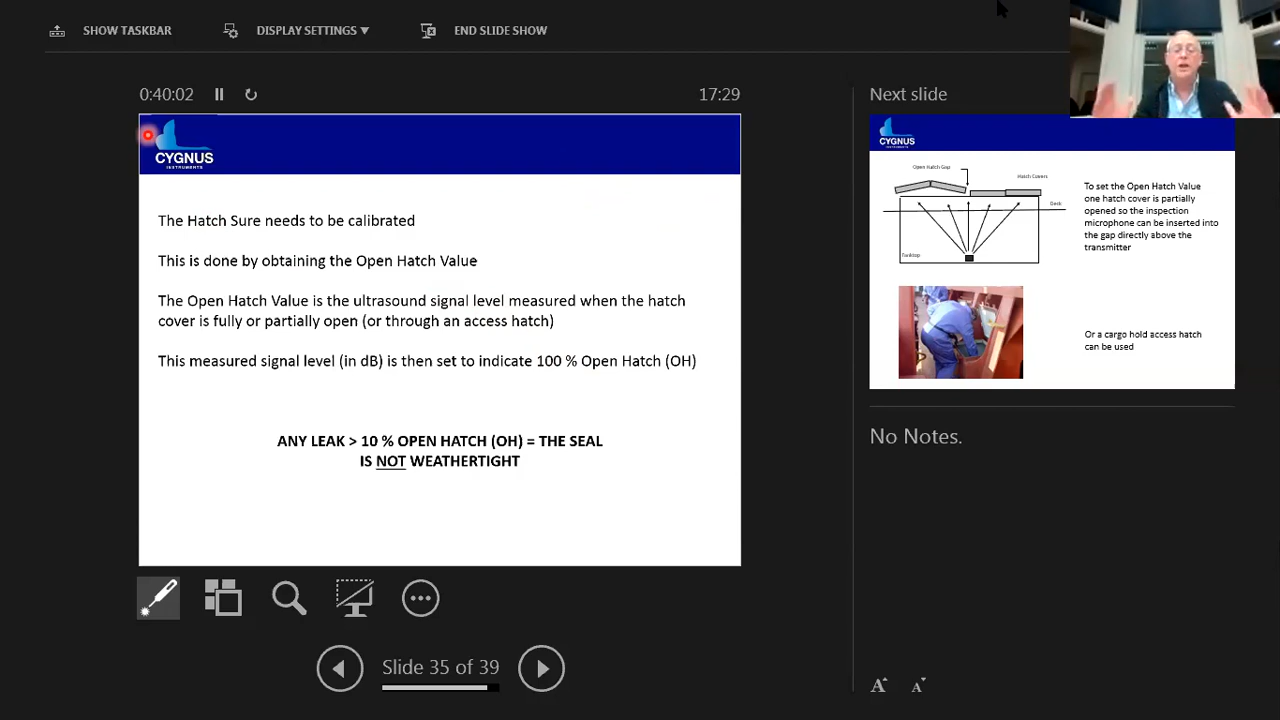 SHOW TASKBAR
DISPLAY SETTINGS
END SLIDE SHOW
0:40:02
17:29
CYGNUS
INSTRUMENTS
The Hatch Sure needs to be calibrated
This is done by obtaining the Open Hatch Value
The Open Hatch Value is the ultrasound signal level measured when the hatch
cover is fully or partially open (or through an access hatch)
This measured signal level (in dB) is then set to indicate 100 % Open Hatch (OH)
ANY LEAK > 10 % OPEN HATCH (OH) = THE SEAL
IS NOT WEATHERTIGHT
Slide 35 of 39
Next slide
CYGNUS
INSTRUMENTS
Open Hatch Gap
Hatch Covers
Deck
Tanktop
To set the Open Hatch Value
one hatch cover is partially
opened so the inspection
microphone can be inserted into
the gap directly above the
transmitter
Or a cargo hold access hatch
can be used
No Notes.
A A